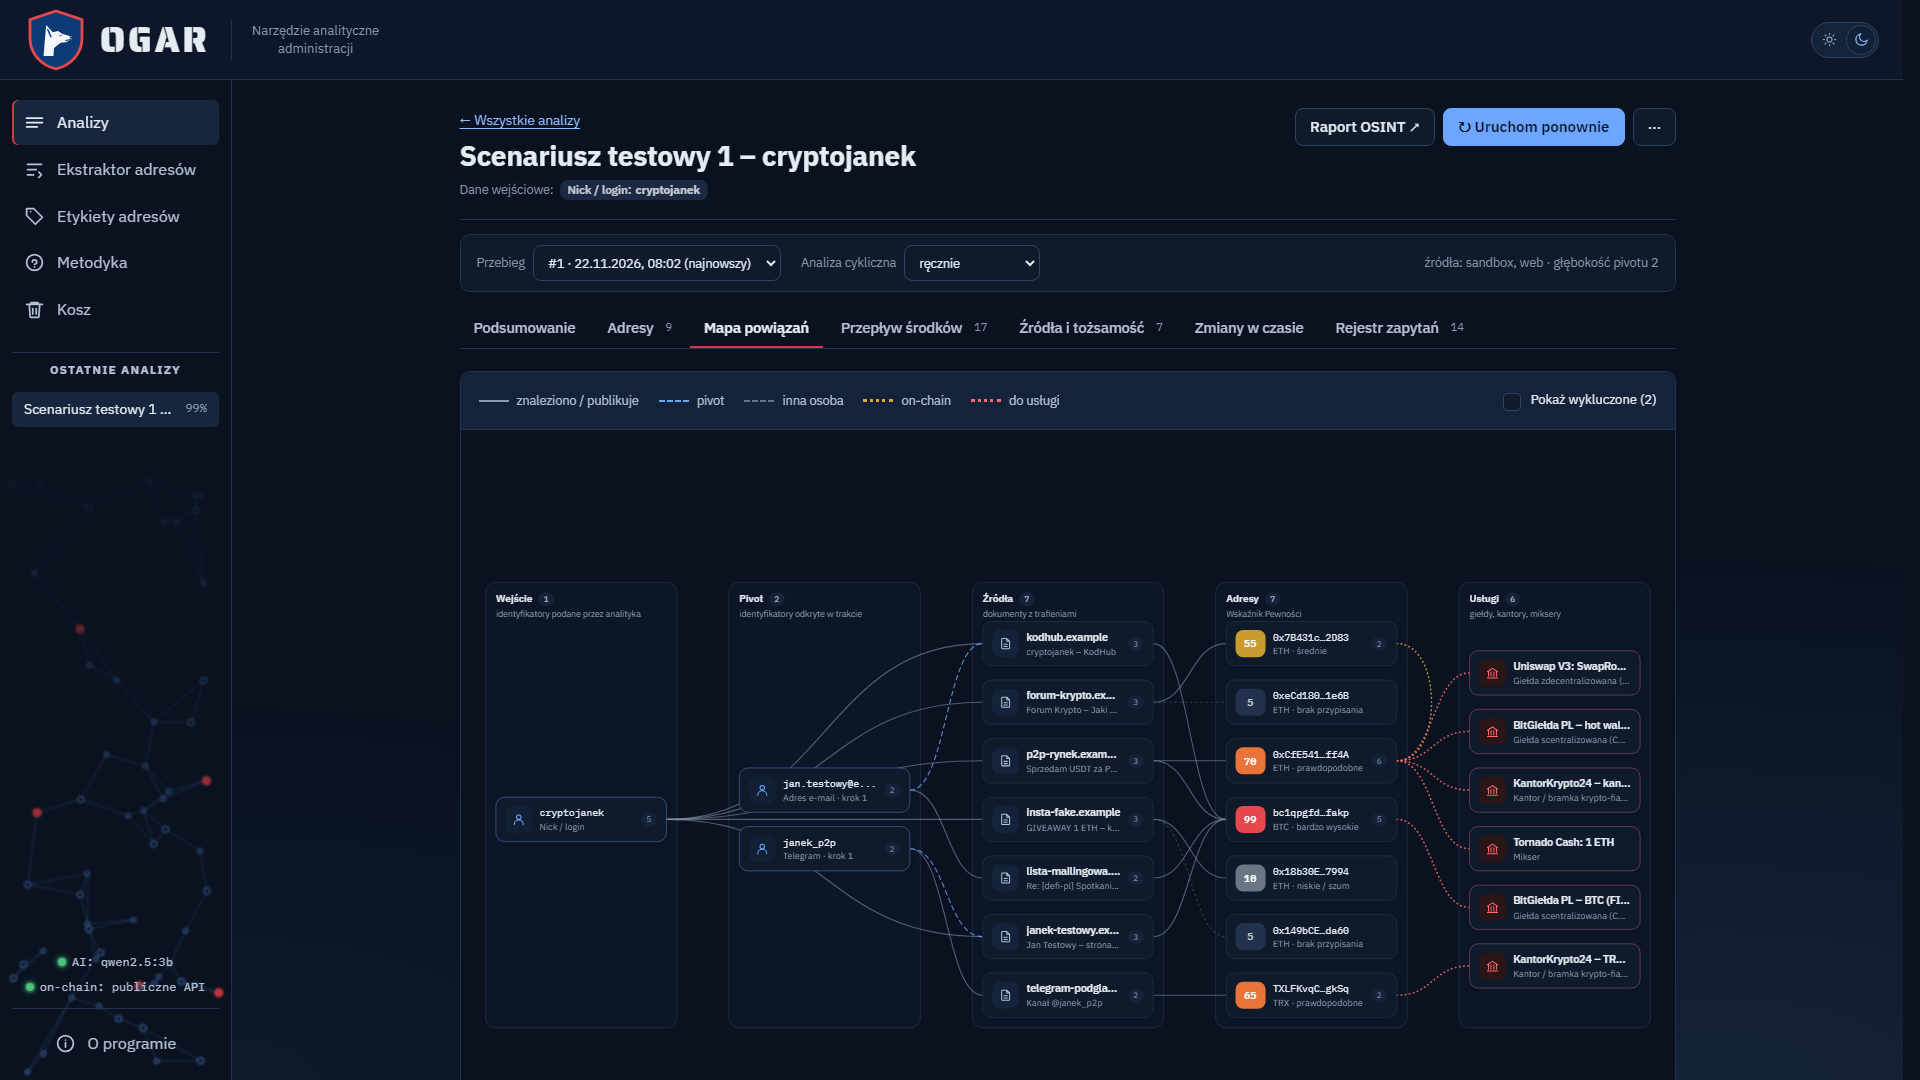 OGAR
Narzędzie analityczne
administracji
Analizy
Ekstraktor adresów
Etykiety adresów
Metodyka
Kosz
OSTATNIE ANALIZY
Scenariusz testowy 1 ... 99%
AI: qwen2.5:3b
on-chain: publiczne API
O programie
← Wszystkie analizy
Scenariusz testowy 1 – cryptojanek
Dane wejściowe: Nick / login: cryptojanek
Raport OSINT ↗
↻ Uruchom ponownie
...
Przebieg #1 · 22.11.2026, 08:02 (najnowszy) Analiza cykliczna ręcznie źródła: sandbox, web · głębokość pivotu 2
Podsumowanie Adresy 9 Mapa powiązań Przepływ środków 17 Źródła i tożsamość 7 Zmiany w czasie Rejestr zapytań 14
znaleziono / publikuje pivot inna osoba on-chain do usługi Pokaż wykluczone (2)
Wejście 1
identyfikatory podane przez analityka
cryptojanek 5
Nick / login
Pivot 2
identyfikatory odkryte w trakcie
jan.testowy@e... 2
Adres e-mail · krok 1
janek_p2p 2
Telegram · krok 1
Źródła 7
dokumenty z trafieniami
kodhub.example 3
cryptojanek – KodHub
forum-krypto.ex... 3
Forum Krypto – Jaki ...
p2p-rynek.exam... 3
Sprzedam USDT za P...
insta-fake.example 3
GIVEAWAY 1 ETH – k...
lista-mailingowa.... 2
Re: [defi-pl] Spotkani...
janek-testowy.ex... 3
Jan Testowy – strona...
telegram-podgla... 2
Kanał @janek_p2p
Adresy 7
Wskaźnik Pewności
55 0x7B431c…2D83 2
ETH · średnie
5 0xeCd180…1e6B
ETH · brak przypisania
70 0xCfE541…ff4A 6
ETH · prawdopodobne
99 bc1qpgfd…fakp 5
BTC · bardzo wysokie
10 0x18b30E…7994
ETH · niskie / szum
5 0x149bCE…da60
ETH · brak przypisania
65 TXLFKvqC…gkSq 2
TRX · prawdopodobne
Usługi 6
giełdy, kantory, miksery
Uniswap V3: SwapRo...
Giełda zdecentralizowana (...
BitGiełda PL – hot wal...
Giełda scentralizowana (C...
KantorKrypto24 – kan...
Kantor / bramka krypto-fia...
Tornado Cash: 1 ETH
Mikser
BitGiełda PL – BTC (FI...
Giełda scentralizowana (C...
KantorKrypto24 – TR...
Kantor / bramka krypto-fia...